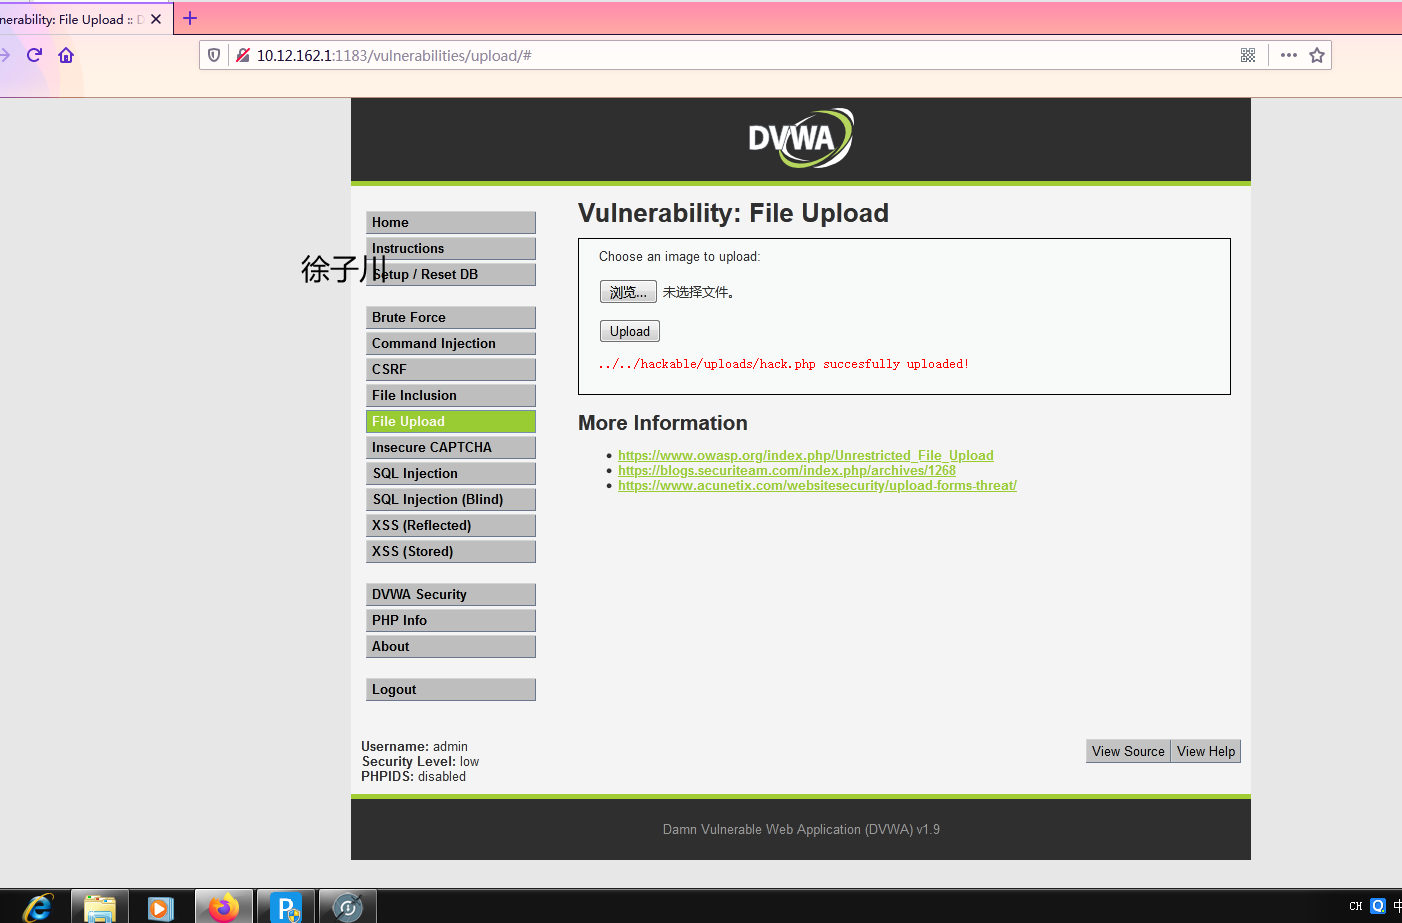 nerability: File Upload :: D
10.12.162.1:1183/vulnerabilities/upload/#
DVWA
Home
Instructions
Setup / Reset DB
徐子川
Brute Force
Command Injection
CSRF
File Inclusion
File Upload
Insecure CAPTCHA
SQL Injection
SQL Injection (Blind)
XSS (Reflected)
XSS (Stored)
DVWA Security
PHP Info
About
Logout
Vulnerability: File Upload
Choose an image to upload:
浏览... 未选择文件。
Upload
../../hackable/uploads/hack.php succesfully uploaded!
More Information
https://www.owasp.org/index.php/Unrestricted_File_Upload
https://blogs.securiteam.com/index.php/archives/1268
https://www.acunetix.com/websitesecurity/upload-forms-threat/
Username: admin
Security Level: low
PHPIDS: disabled
View Source View Help
Damn Vulnerable Web Application (DVWA) v1.9
CH